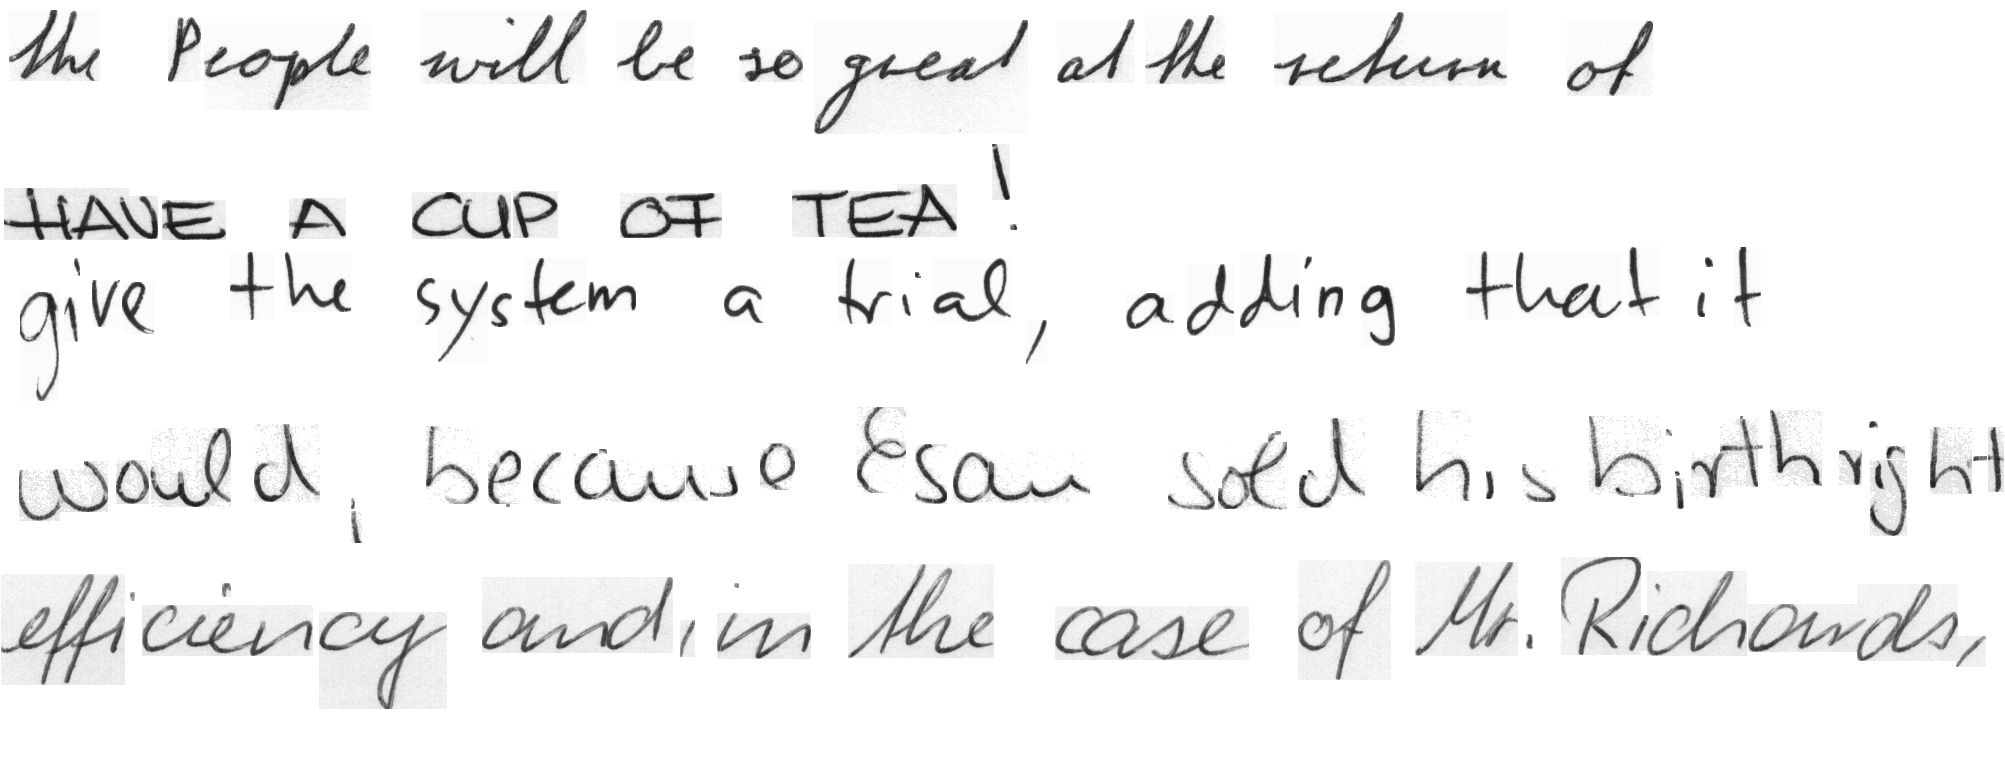 the People will be so great at the return of
HAVE A CUP OF TEA!
give the system a trial, adding that it
would, because Esau sold his birthright
efficiency and, in the case of Mr. Richards,